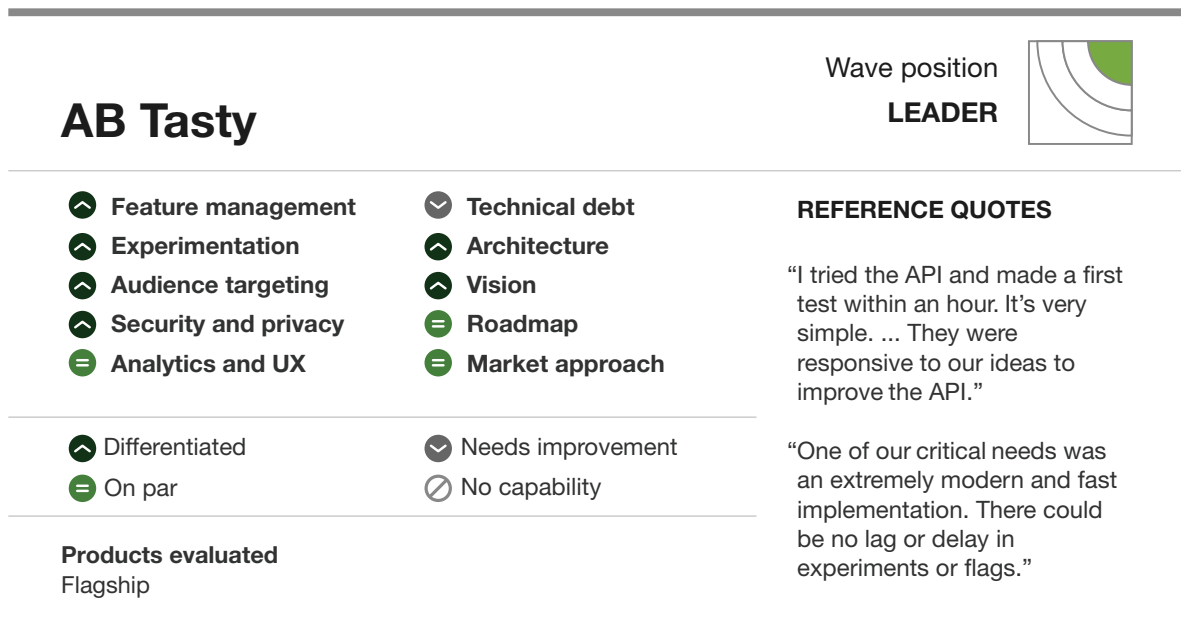 Wave position
LEADER
AB Tasty
Feature management
Experimentation
Audience targeting
Security and privacy
Analytics and UX
Technical debt
Architecture
Vision
Roadmap
Market approach
Differentiated
On par
Needs improvement
No capability
Products evaluated
Flagship
REFERENCE QUOTES
“I tried the API and made a first
test within an hour. It’s very
simple. ... They were
responsive to our ideas to
improve the API.”
“One of our critical needs was
an extremely modern and fast
implementation. There could
be no lag or delay in
experiments or flags.”